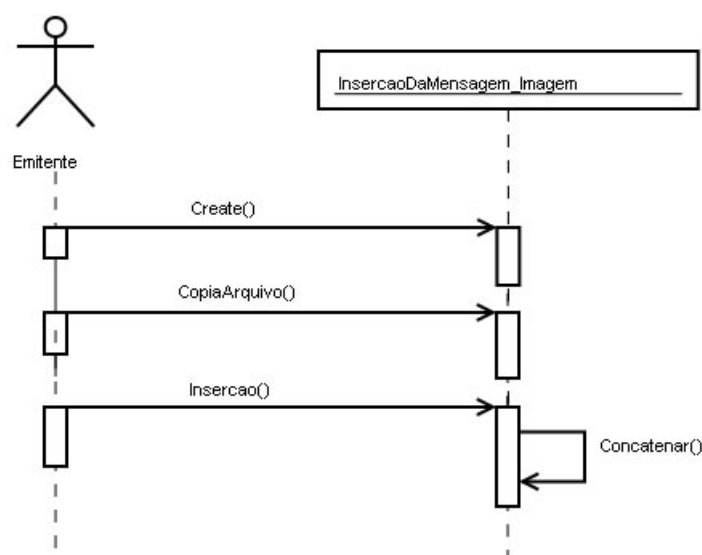 InsercaoDaMensagem_Imagem
Emitente
Create()
CopiaArquivo()
Insercao()
Concatenar()